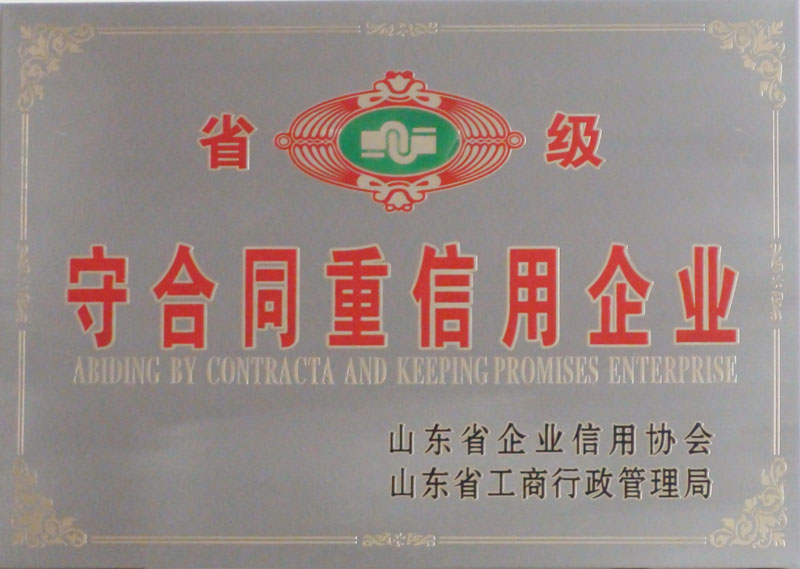 省级
守合同重信用企业
ABIDING BY CONTRACTA AND KEEPING PROMISES ENTERPRISE
山东省企业信用协会
山东省工商行政管理局